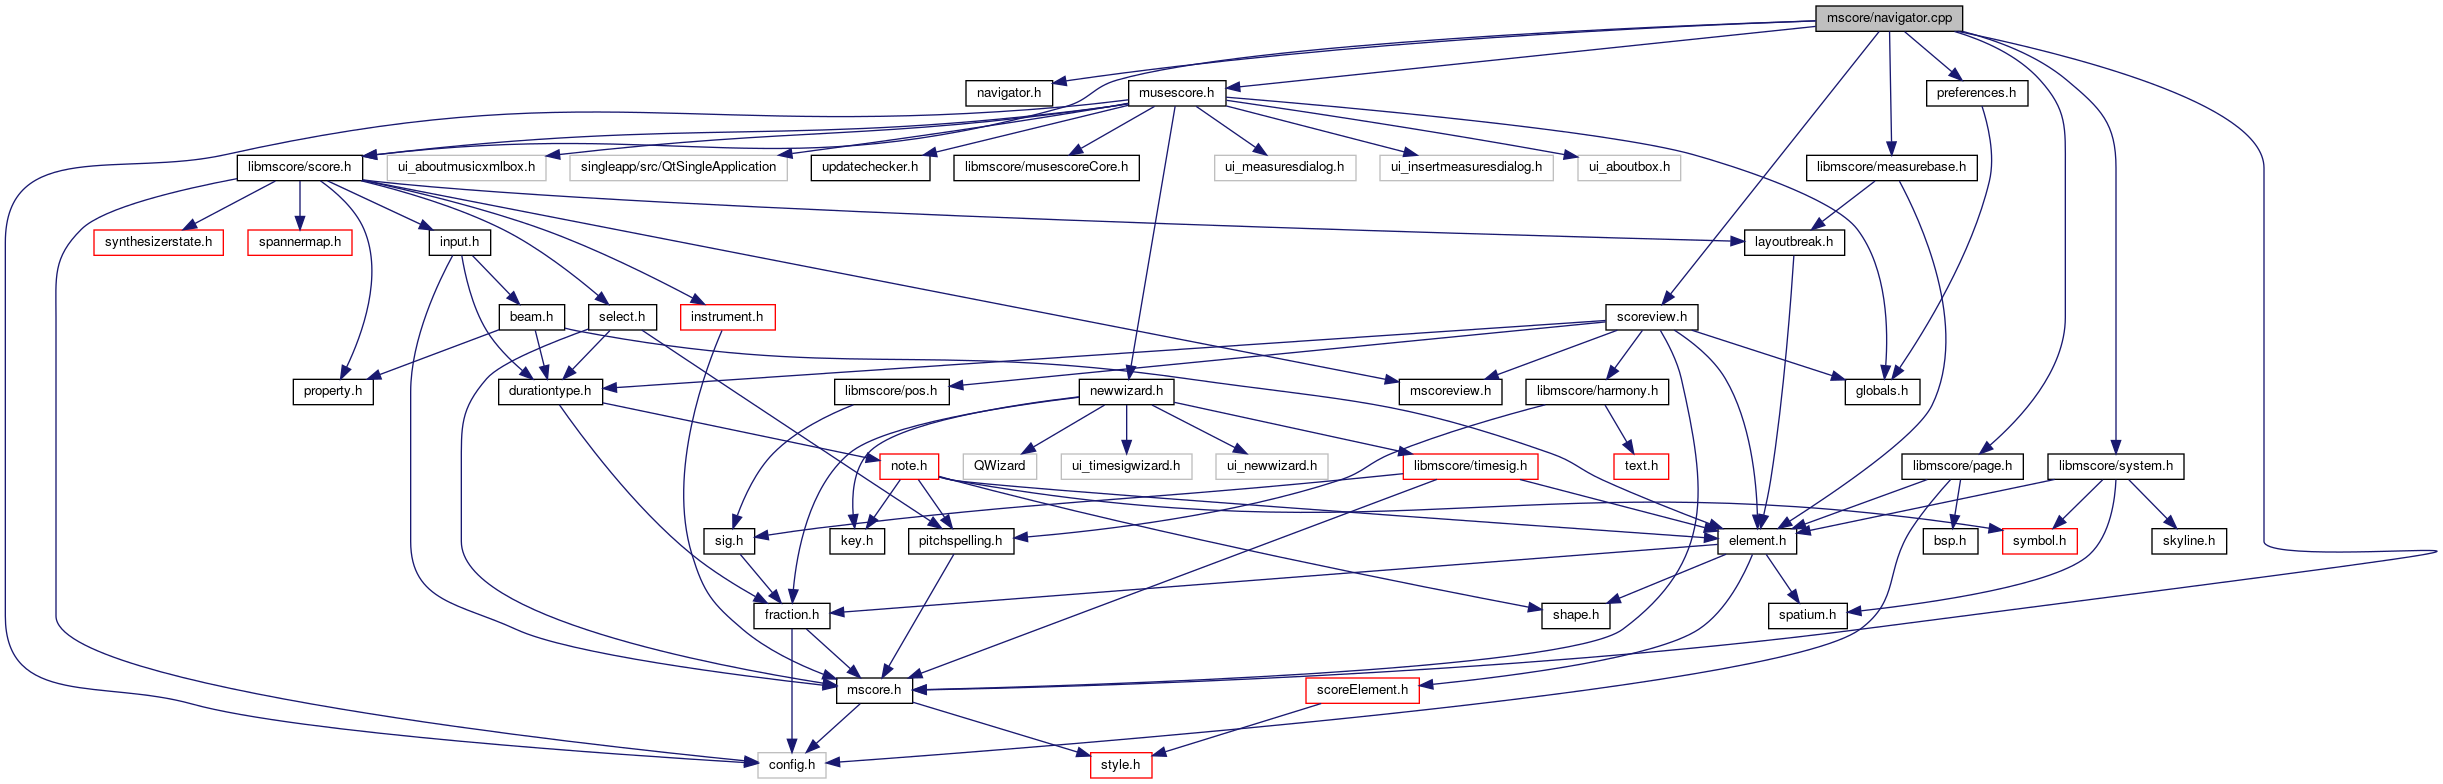 mscore/navigator.cpp
navigator.h
musescore.h
preferences.h
libmscore/score.h
ui_aboutmusicxmlbox.h
singleapp/src/QtSingleApplication
updatechecker.h
libmscore/musescoreCore.h
ui_measuresdialog.h
ui_insertmeasuresdialog.h
ui_aboutbox.h
libmscore/measurebase.h
synthesizerstate.h
spannermap.h
input.h
layoutbreak.h
beam.h
select.h
instrument.h
scoreview.h
property.h
durationtype.h
libmscore/pos.h
newwizard.h
mscoreview.h
libmscore/harmony.h
globals.h
note.h
QWizard
ui_timesigwizard.h
ui_newwizard.h
libmscore/timesig.h
text.h
libmscore/page.h
libmscore/system.h
sig.h
key.h
pitchspelling.h
element.h
bsp.h
symbol.h
skyline.h
fraction.h
shape.h
spatium.h
mscore.h
scoreElement.h
config.h
style.h